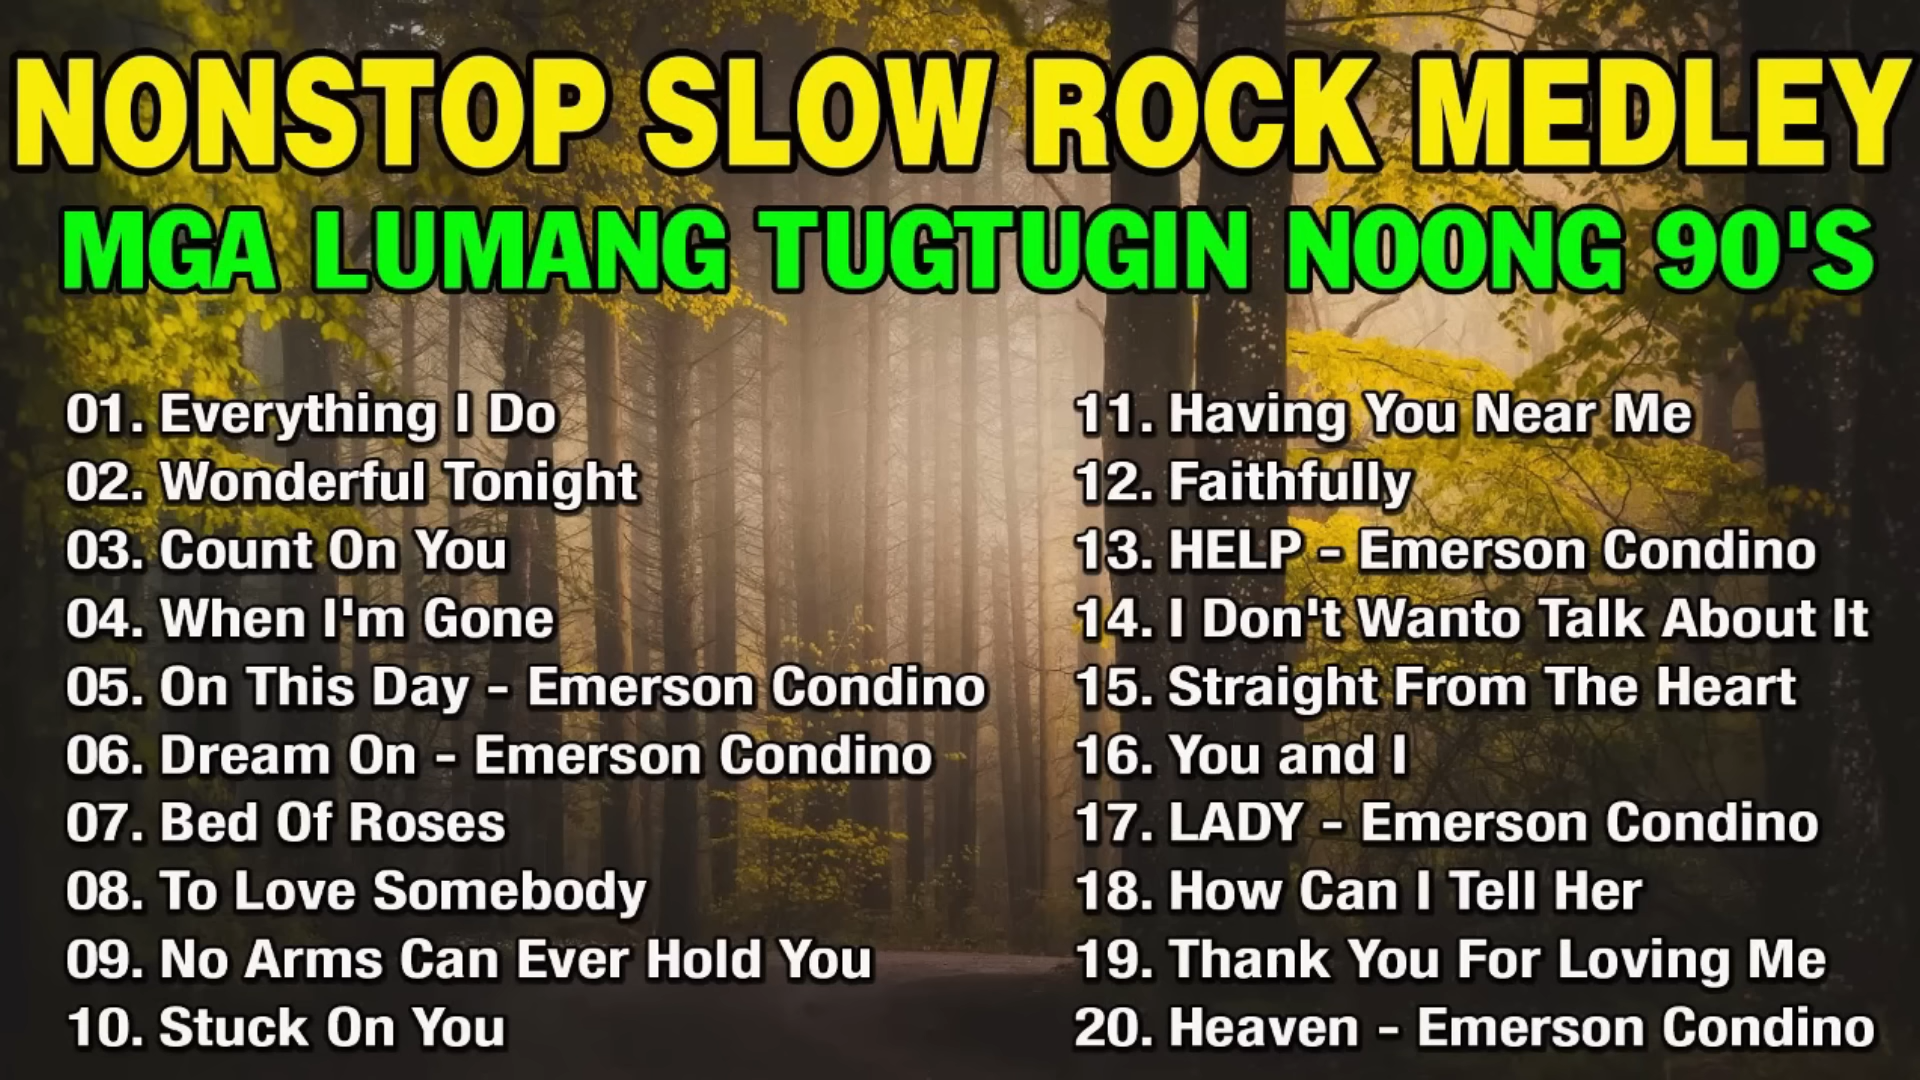 NONSTOP SLOW ROCK MEDLEY
MGA LUMANG TUGTUGIN NOONG 90'S
01. Everything I Do
02. Wonderful Tonight
03. Count On You
04. When I'm Gone
05. On This Day - Emerson Condino
06. Dream On - Emerson Condino
07. Bed Of Roses
08. To Love Somebody
09. No Arms Can Ever Hold You
10. Stuck On You
11. Having You Near Me
12. Faithfully
13. HELP - Emerson Condino
14. I Don't Wanto Talk About It
15. Straight From The Heart
16. You and I
17. LADY - Emerson Condino
18. How Can I Tell Her
19. Thank You For Loving Me
20. Heaven - Emerson Condino